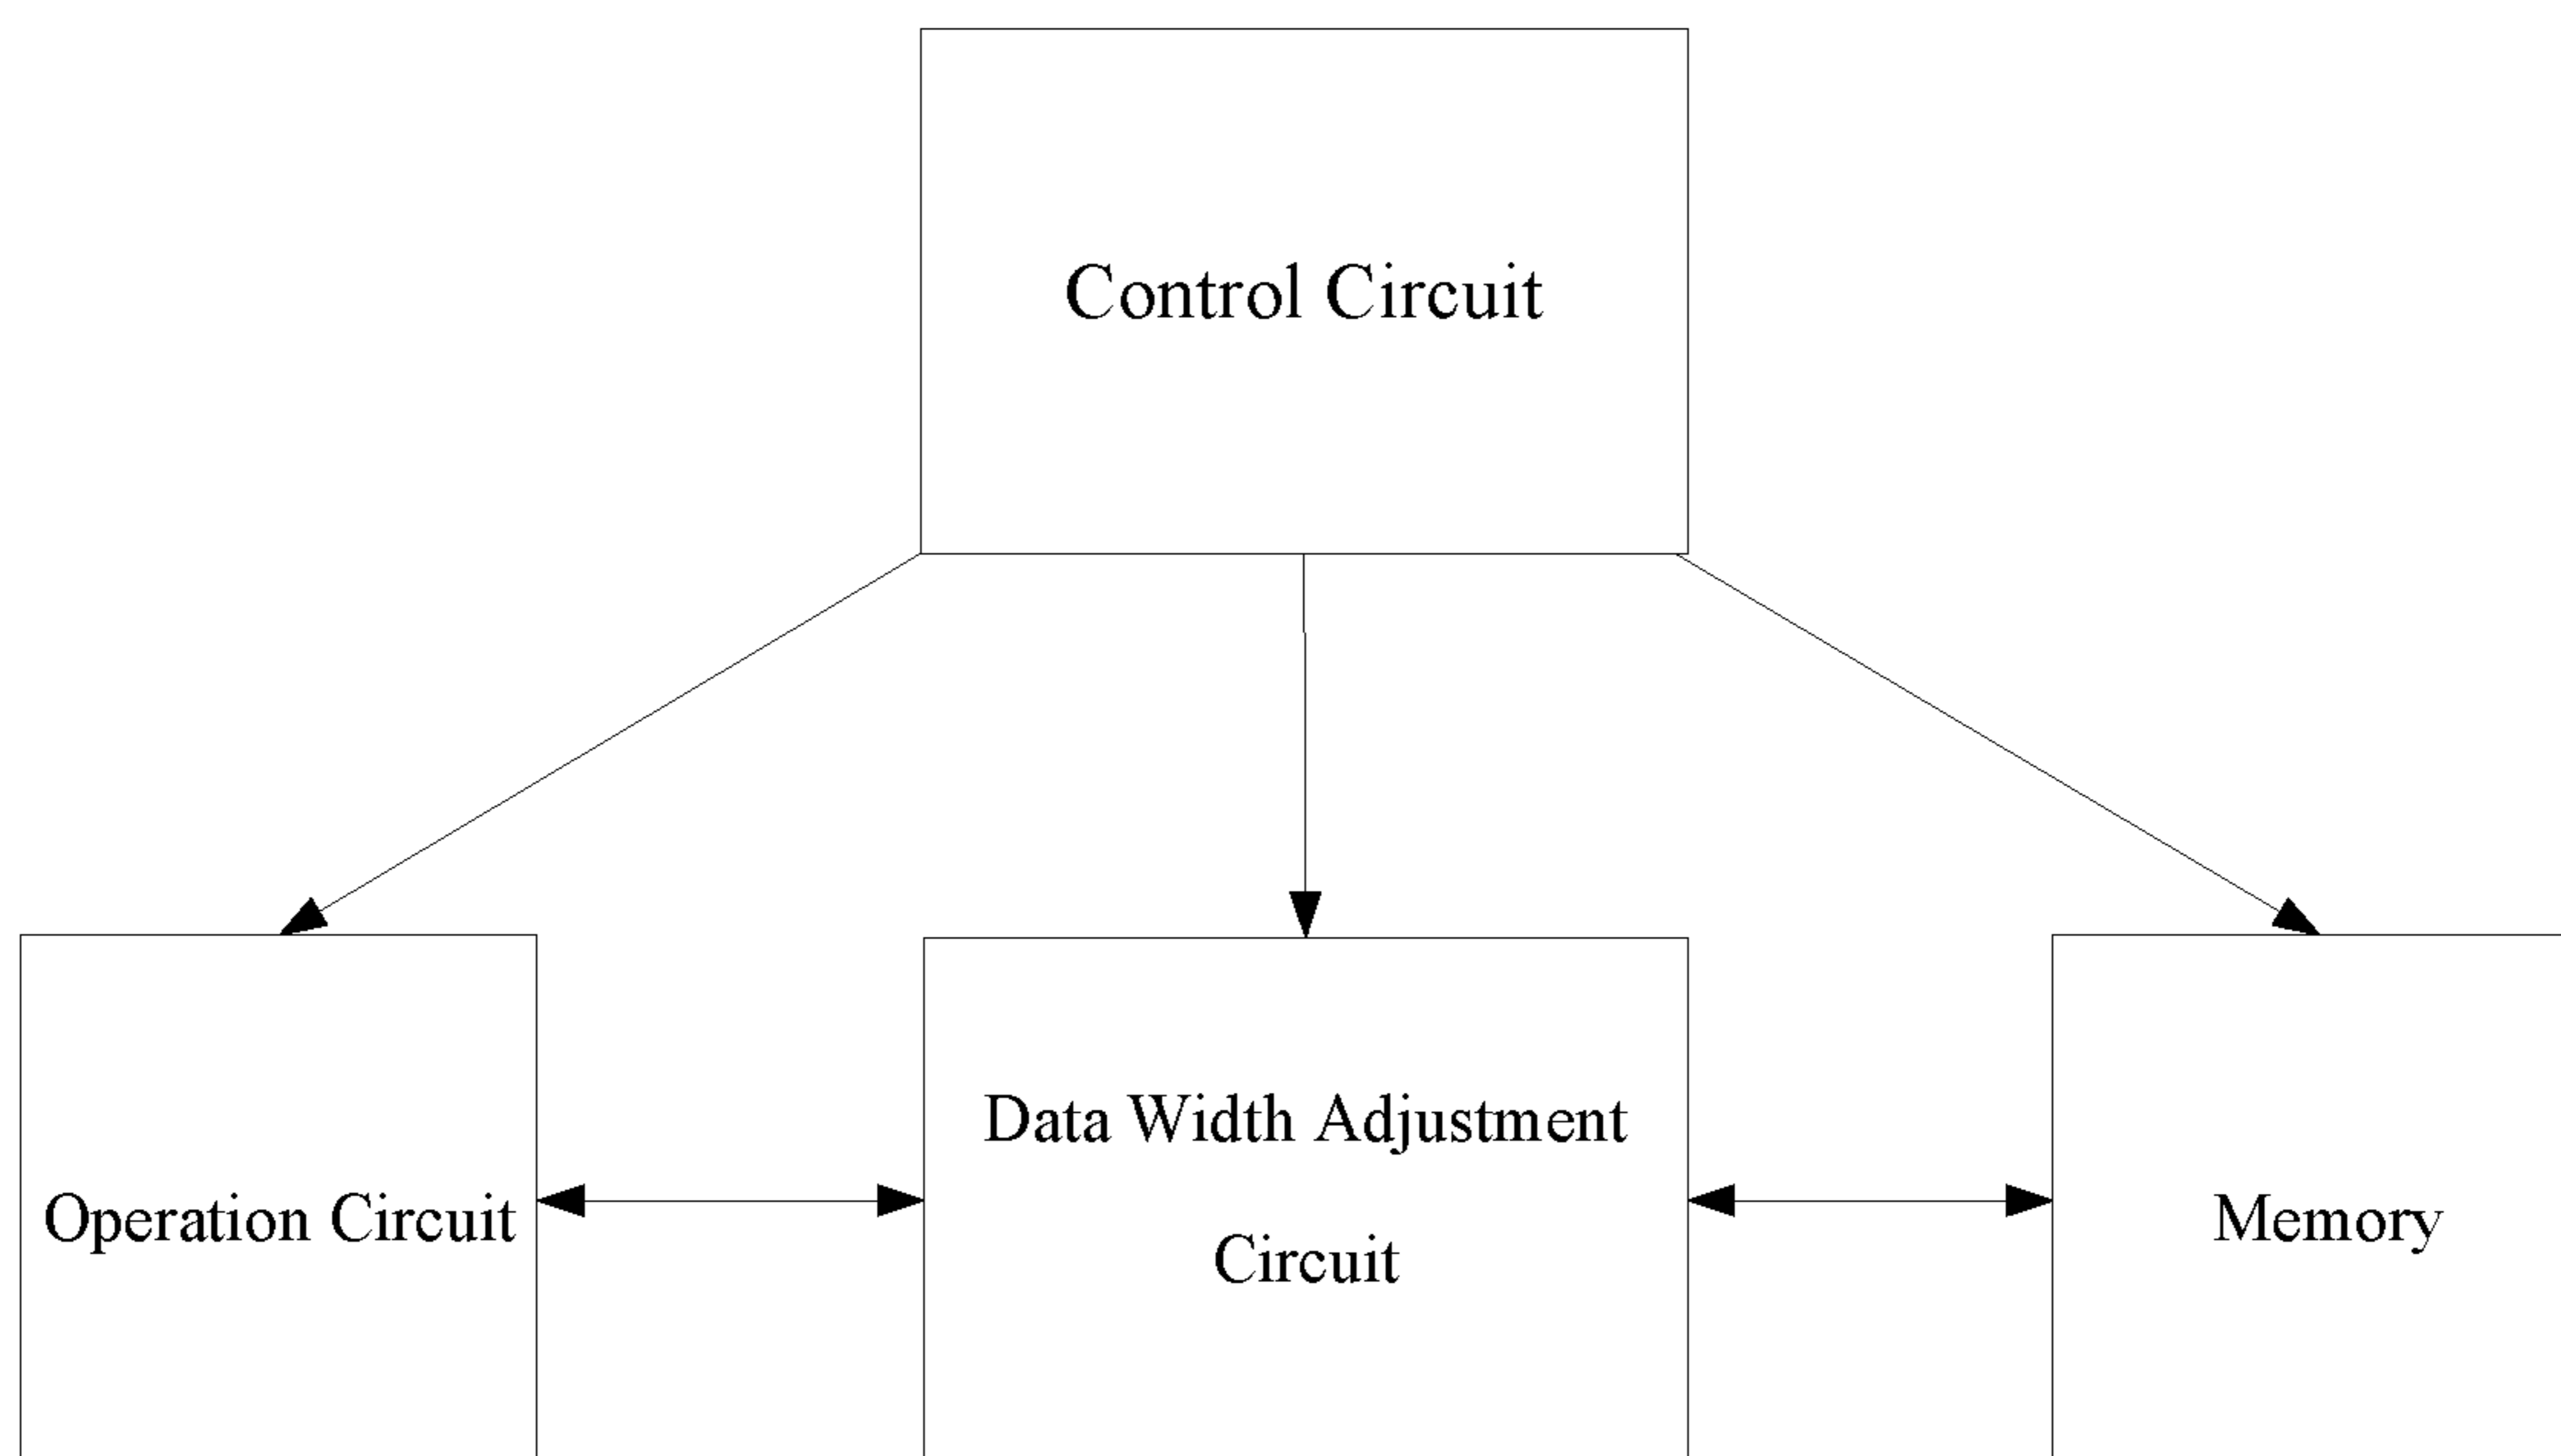 Control Circuit
Data Width Adjustment
Circuit
Operation Circuit
Memory